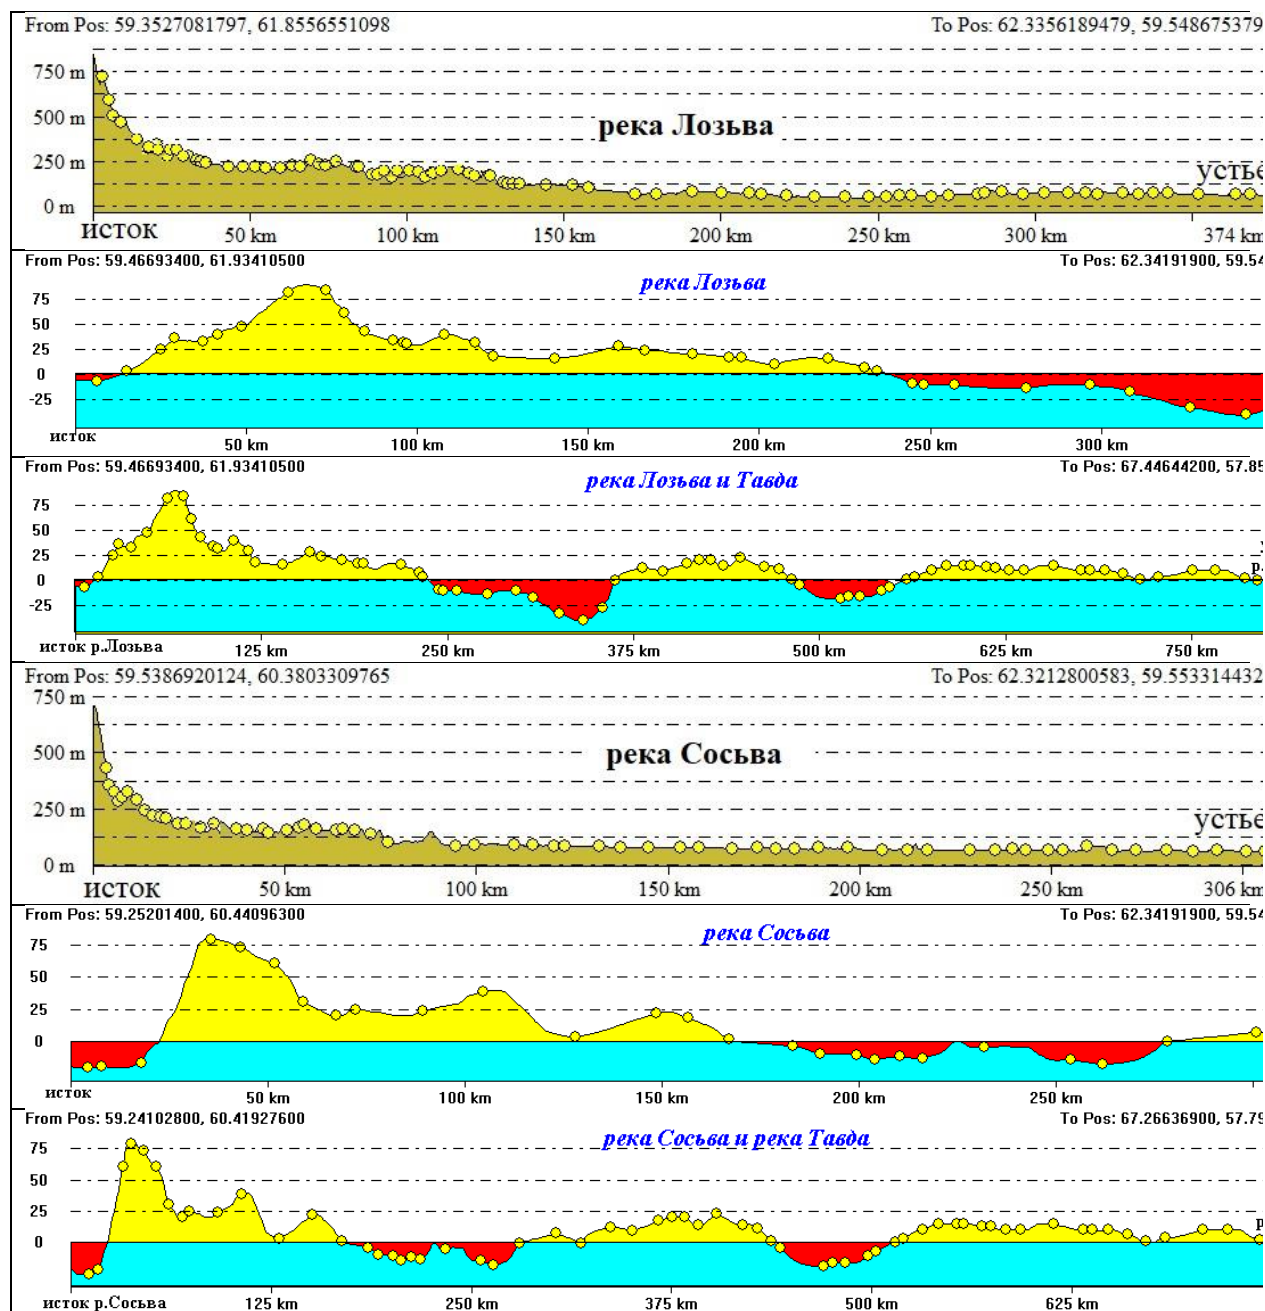 From Pos: 59.3527081797, 61.8556551098 To Pos: 62.3356189479, 59.548675379
750 m
500 m
река Лозьва
250 m
устье
0 m
исток 50 km 100 km 150 km 200 km 250 km 300 km 374 km
From Pos: 59.46693400, 61.93410500 To Pos: 62.34191900, 59.54
река Лозьва
75
50
25
0
-25
исток 50 km 100 km 150 km 200 km 250 km 300 km
From Pos: 59.46693400, 61.93410500 To Pos: 67.44644200, 57.85
река Лозьва и Тавда
75
50
25
р.
0
-25
исток р.Лозьва 125 km 250 km 375 km 500 km 625 km 750 km
From Pos: 59.5386920124, 60.3803309765 To Pos: 62.3212800583, 59.553314432
750 m
500 m
река Сосьва
250 m
устье
0 m
исток 50 km 100 km 150 km 200 km 250 km 306 km
From Pos: 59.25201400, 60.44096300 To Pos: 62.34191900, 59.54
река Сосьва
75
50
25
0
исток 50 km 100 km 150 km 200 km 250 km
From Pos: 59.24102800, 60.41927600 To Pos: 67.26636900, 57.79
река Сосьва и река Тавда
75
50
25
0
исток р.Сосьва 125 km 250 km 375 km 500 km 625 km